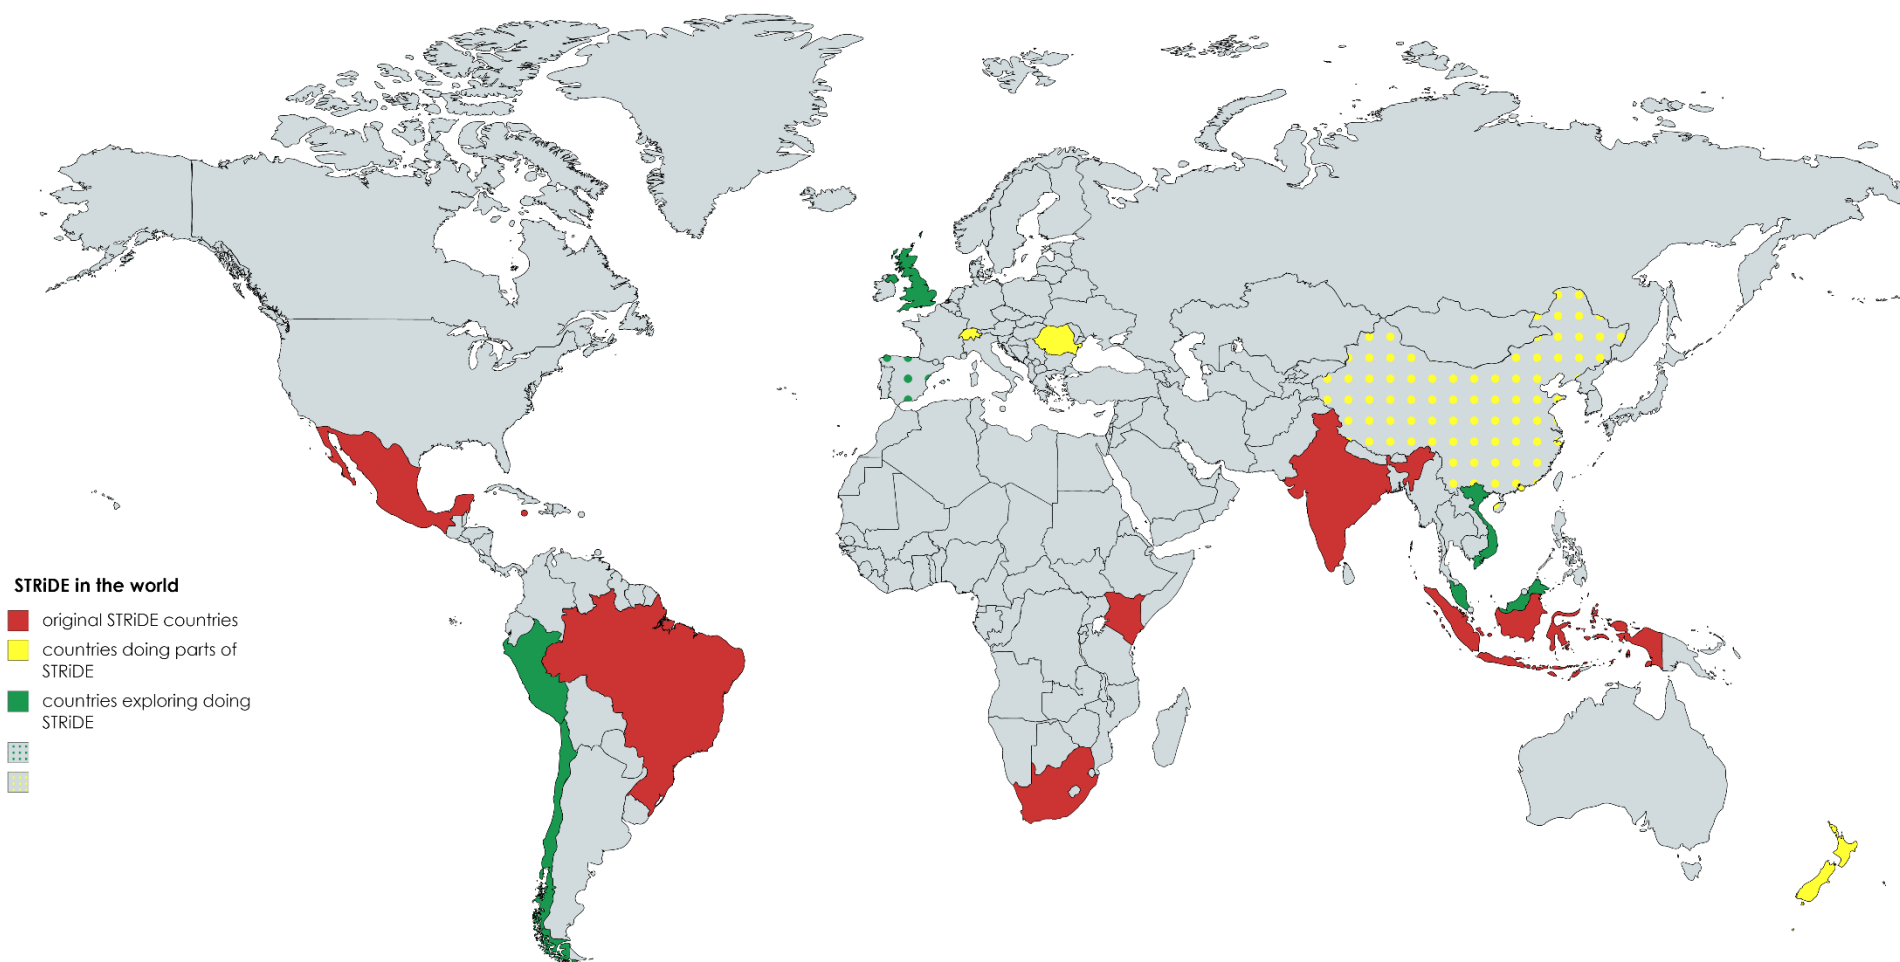 STRiDE in the world
original STRiDE countries
countries doing parts of
STRiDE
countries exploring doing
STRiDE